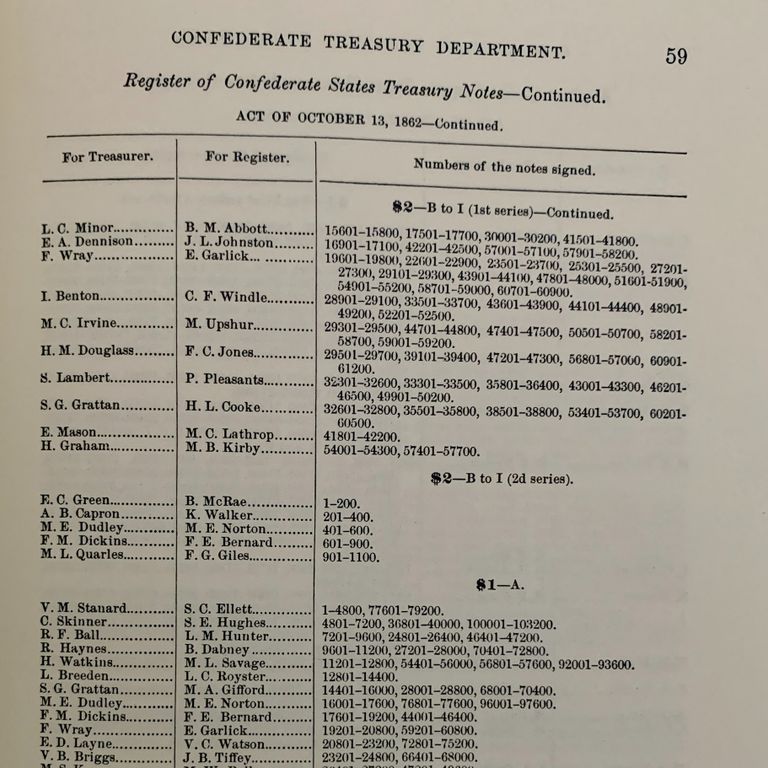 CONFEDERATE TREASURY DEPARTMENT. 59
Register of Confederate States Treasury Notes—Continued.
ACT OF OCTOBER 13, 1862—Continued.
For Treasurer. For Register. Numbers of the notes signed.
$2—B to I (1st series)—Continued.
L. C. Minor............... B. M. Abbott........... 15601–15800, 17501–17700, 30001–30200, 41501–41800.
E. A. Dennison.......... J. L. Johnston.......... 16901–17100, 42201–42500, 57001–57100, 57901–58200.
F. Wray.................... E. Garlick... ............ 19601–19800, 22601–22900, 23501–23700, 25301–25500, 27201–
27300, 29101–29300, 43901–44100, 47801–48000, 51601–51900,
54901–55200, 58701–59000, 60701–60900.
I. Benton................... C. F. Windle............ 28901–29100, 33501–33700, 43601–43900, 44101–44400, 48901–
49200, 52201–52500.
M. C. Irvine............... M. Upshur.............. 29301–29500, 44701–44800, 47401–47500, 50501–50700, 58201–
58700, 59001–59200.
H. M. Douglass.......... F. C. Jones.............. 29501–29700, 39101–39400, 47201–47300, 56801–57000, 60901–
61200.
S. Lambert................ P. Pleasants............ 32301–32600, 33301–33500, 35801–36400, 43001–43300, 46201–
46500, 49901–50200.
S. G. Grattan............. H. L. Cooke............ 32601–32800, 35501–35800, 38501–38800, 53401–53700, 60201–
60500.
E. Mason................... M. C. Lathrop......... 41801–42200.
H. Graham................ M. B. Kirby............ 54001–54300, 57401–57700.
$2—B to I (2d series).
E. C. Green................ B. McRae............... 1–200.
A. B. Capron.............. K. Walker.............. 201–400.
M. E. Dudley............. M. E. Norton.......... 401–600.
F. M. Dickins............. F. E. Bernard.......... 601–900.
M. L. Quarles............. F. G. Giles.............. 901–1100.
$1—A.
V. M. Stanard............ S. C. Ellett.............. 1–4800, 77601–79200.
C. Skinner................. S. E. Hughes........... 4801–7200, 36801–40000, 100001–103200.
R. F. Ball................... L. M. Hunter........... 7201–9600, 24801–26400, 46401–47200.
R. Haynes.................. B. Dabney.............. 9601–11200, 27201–28000, 70401–72800.
H. Watkins................ M. L. Savage........... 11201–12800, 54401–56000, 56801–57600, 92001–93600.
L. Breeden................. L. C. Royster........... 12801–14400.
S. G. Grattan............. M. A. Gifford.......... 14401–16000, 28001–28800, 68001–70400.
M. E. Dudley............. M. E. Norton.......... 16001–17600, 76801–77600, 96001–97600.
F. M. Dickins............. F. E. Bernard.......... 17601–19200, 44001–46400.
F. Wray..................... E. Garlick............... 19201–20800, 59201–60800.
E. D. Layne............... V. C. Watson........... 20801–23200, 72801–75200.
V. B. Briggs............... J. B. Tiffey.............. 23201–24800, 66401–68000.